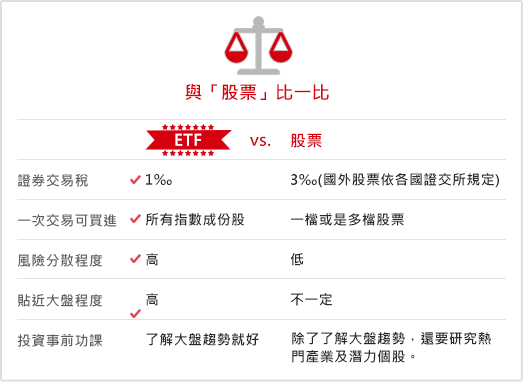 與「股票」比一比
ETF vs. 股票
證券交易稅 1‰ 3‰(國外股票依各國證交所規定)
一次交易可買進 所有指數成份股 一檔或是多檔股票
風險分散程度 高 低
貼近大盤程度 高 不一定
投資事前功課 了解大盤趨勢就好 除了了解大盤趨勢，還要研究熱
門產業及潛力個股。